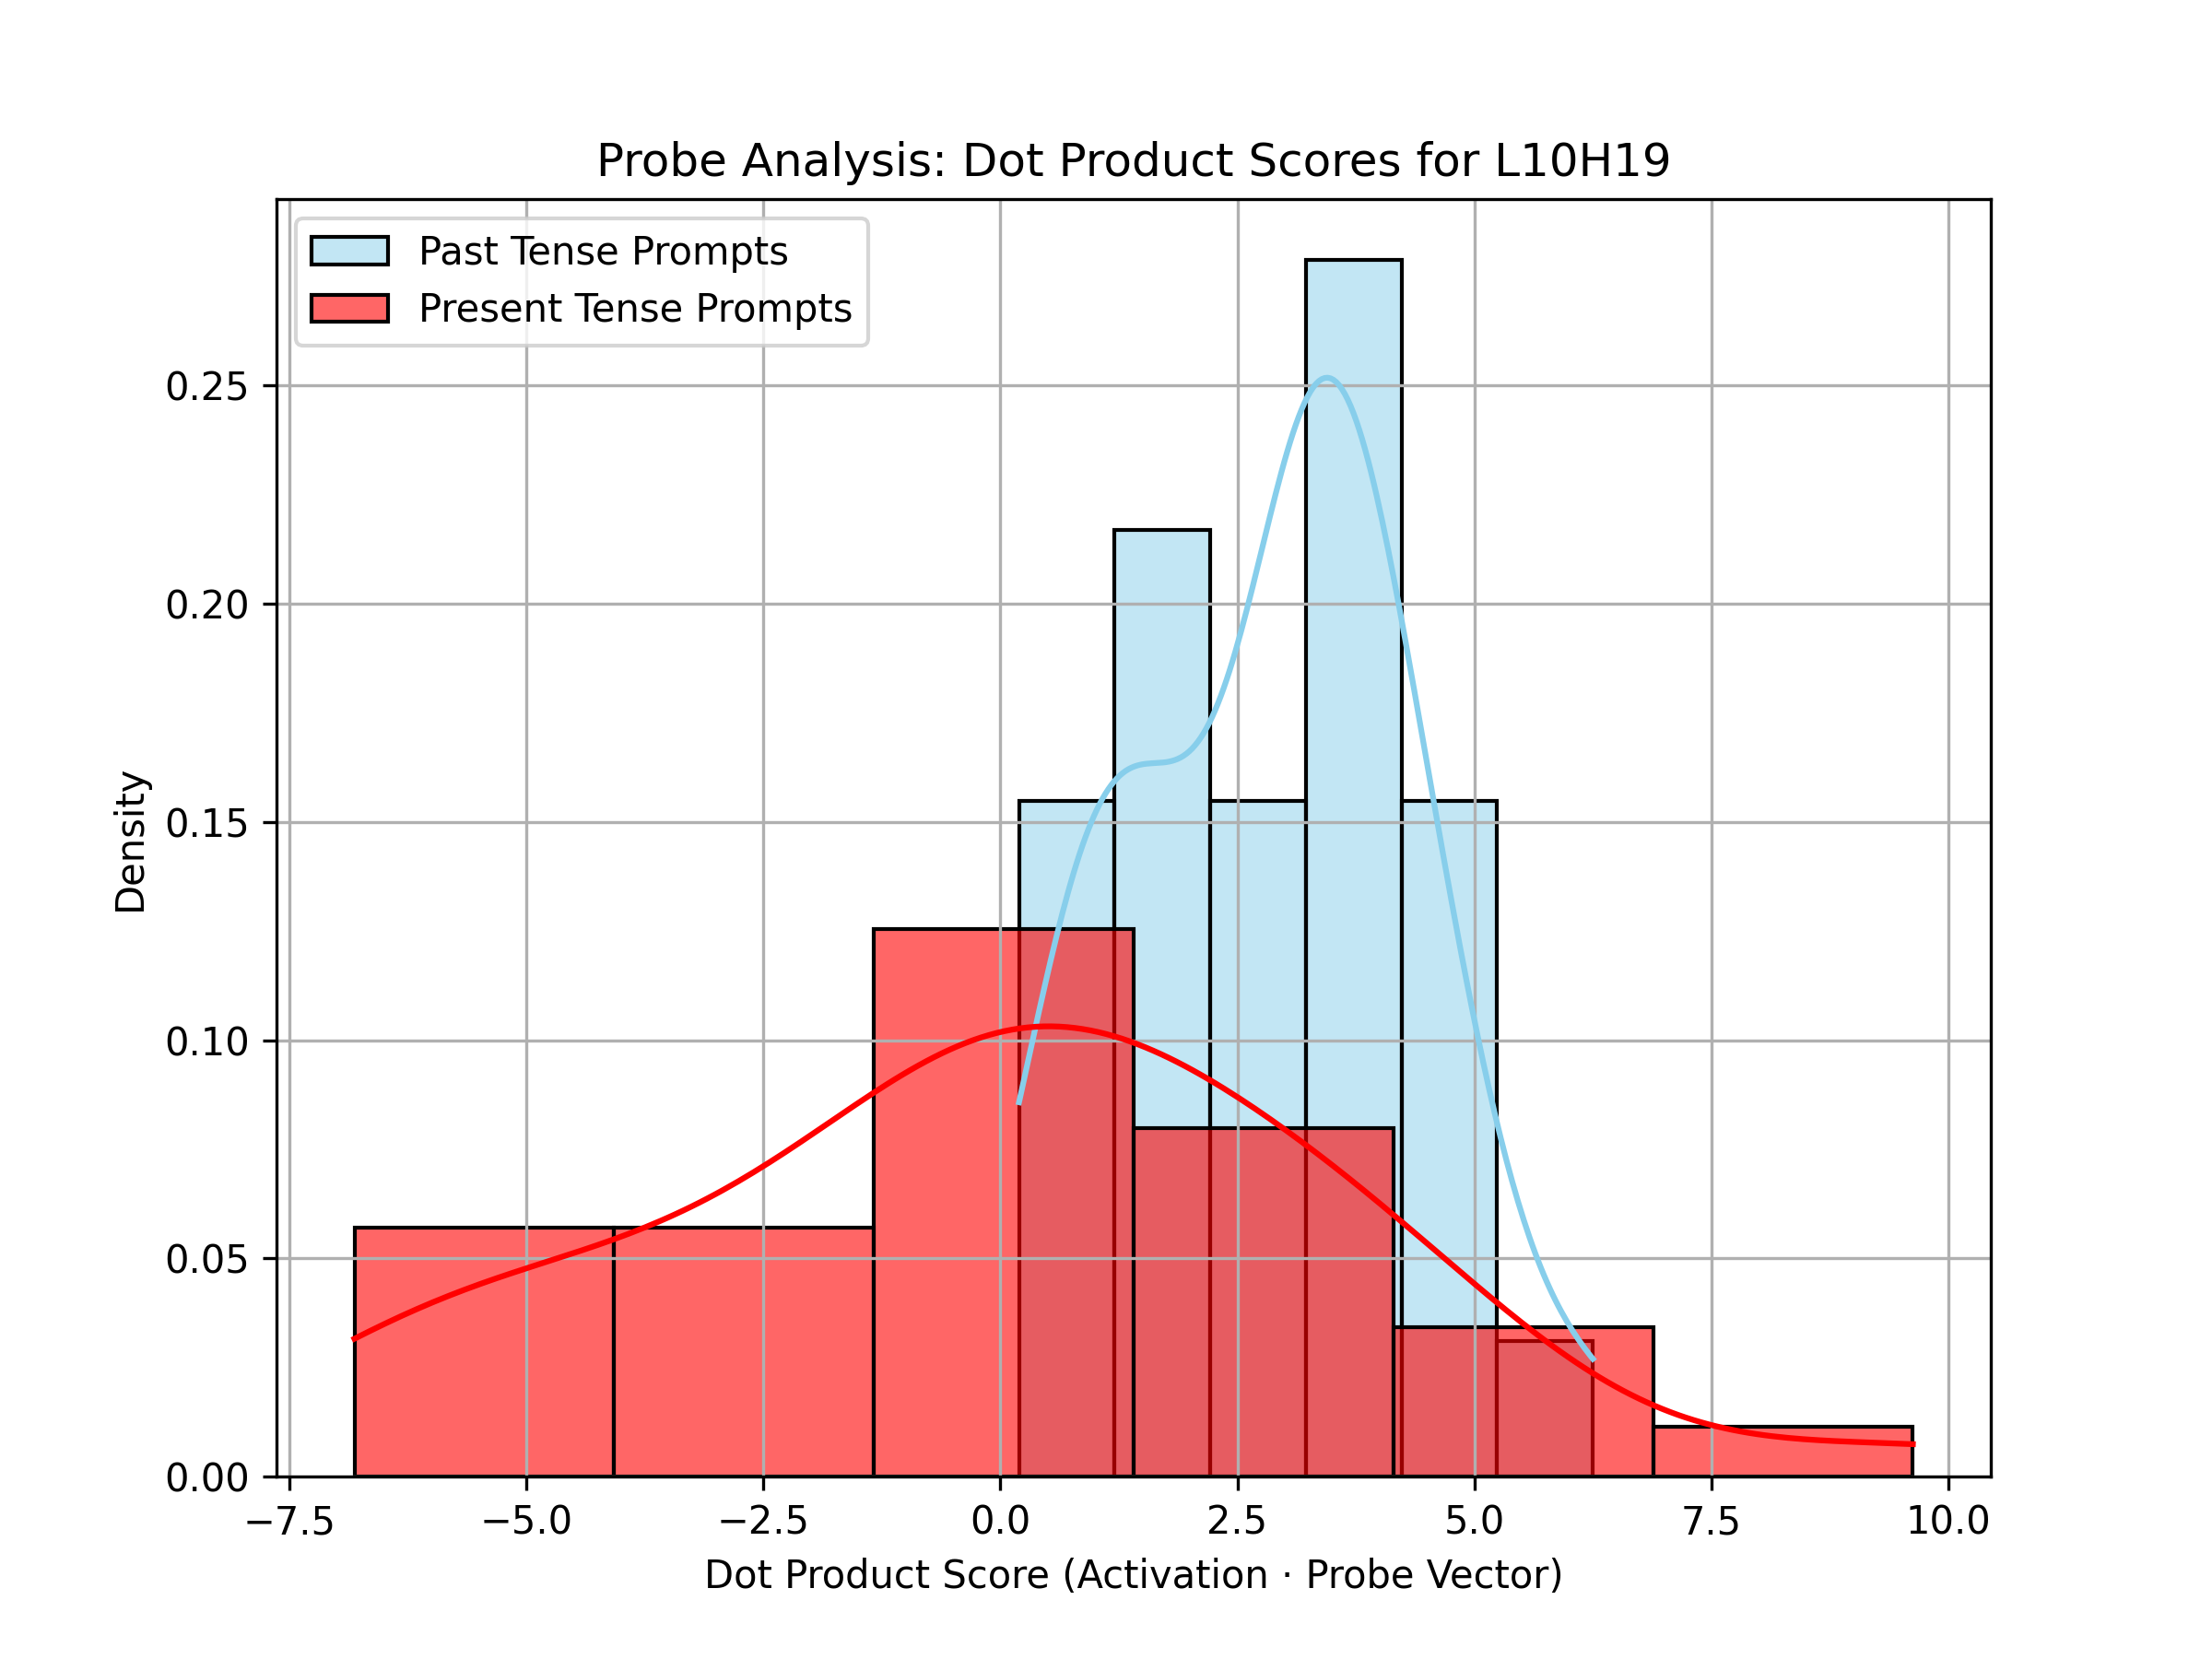 Probe Analysis: Dot Product Scores for L10H19
Past Tense Prompts
Present Tense Prompts
Density
0.25
0.20
0.15
0.10
0.05
0.00
−7.5 −5.0 −2.5 0.0 2.5 5.0 7.5 10.0
Dot Product Score (Activation · Probe Vector)